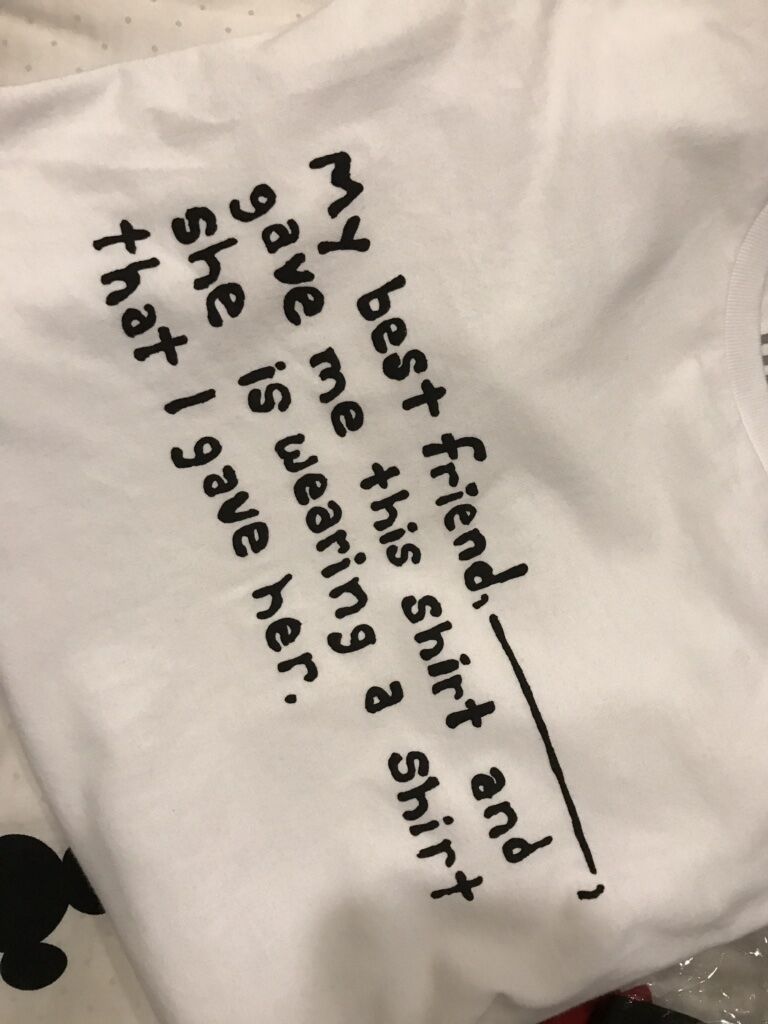 My best friend, ________,
gave me this shirt and
she is wearing a shirt
that I gave her.